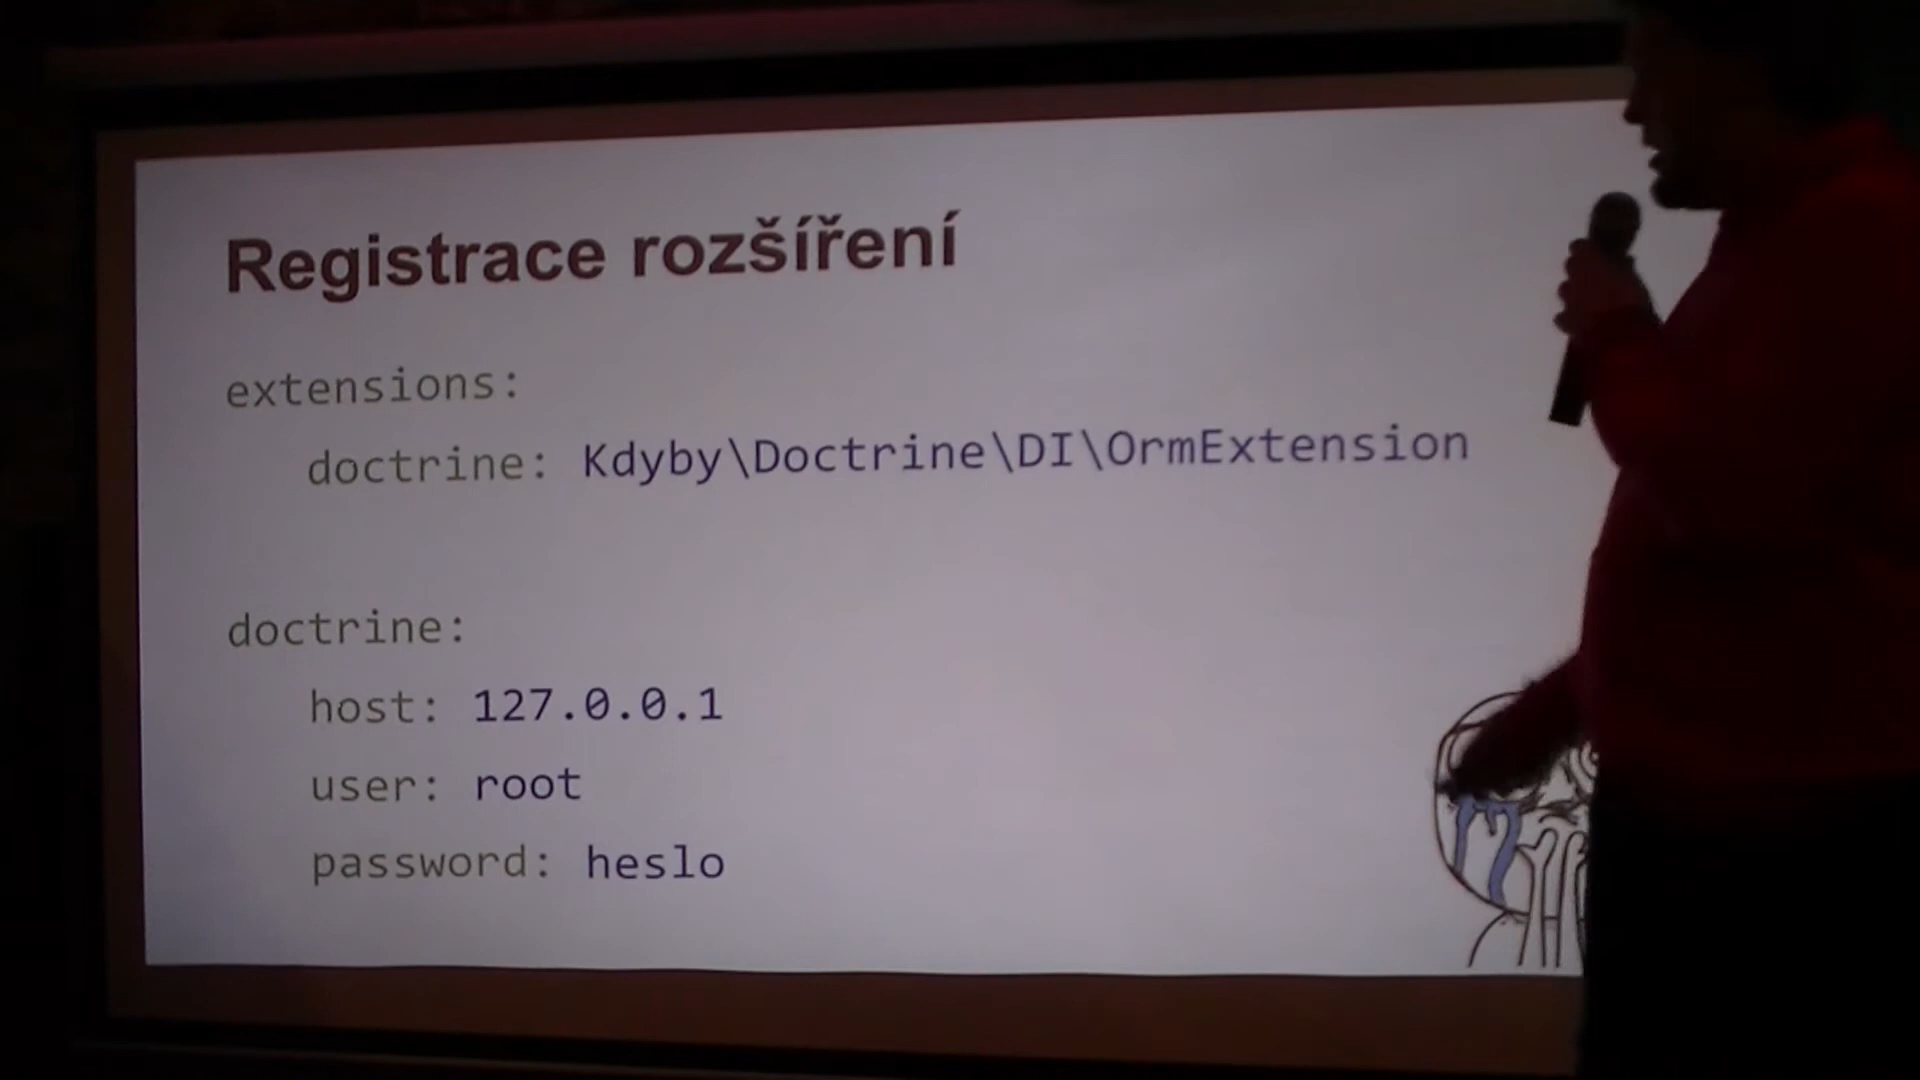 Registrace rozšíření
extensions:
doctrine: Kdyby\Doctrine\DI\OrmExtension
doctrine:
host: 127.0.0.1
user: root
password: heslo